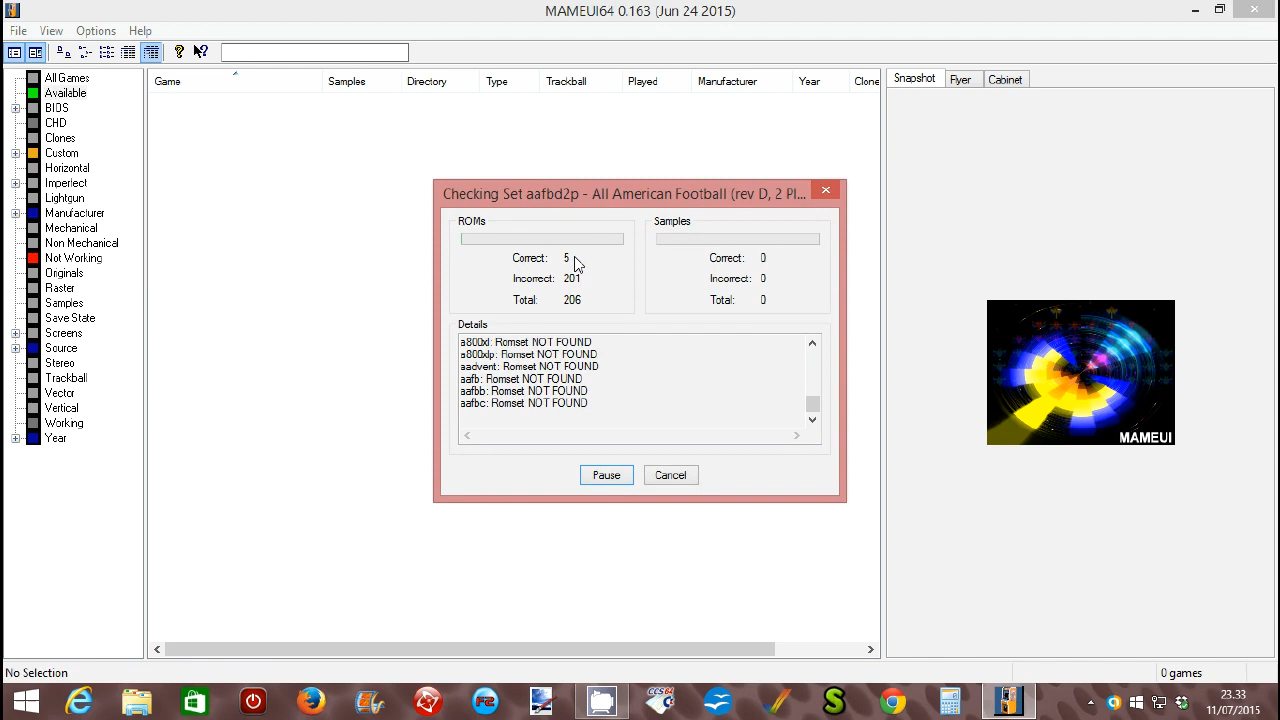 MAMEUI64 0.163 (Jun 24 2015)
File View Options Help
All Games
Available
BIOS
CHD
Clones
Custom
Horizontal
Imperfect
Lightgun
Manufacturer
Mechanical
Non Mechanical
Not Working
Originals
Raster
Samples
Save State
Screens
Source
Stereo
Trackball
Vector
Vertical
Working
Year
Game Samples Directory Type Trackball Played Manufacturer Year Clone
Checking Set aafbd2p - All American Football (rev D, 2 Pl...
ROMs
Correct: 5
Incorrect: 201
Total: 206
Samples
Correct: 0
Incorrect: 0
Total: 0
Details
a800xl: Romset NOT FOUND
a800xlp: Romset NOT FOUND
aadvent: Romset NOT FOUND
aafb: Romset NOT FOUND
aafbb: Romset NOT FOUND
aafbc: Romset NOT FOUND
Pause Cancel
Snapshot Flyer Cabinet
MAMEUI
No Selection
0 games
CCS64
S
23.33
11/07/2015